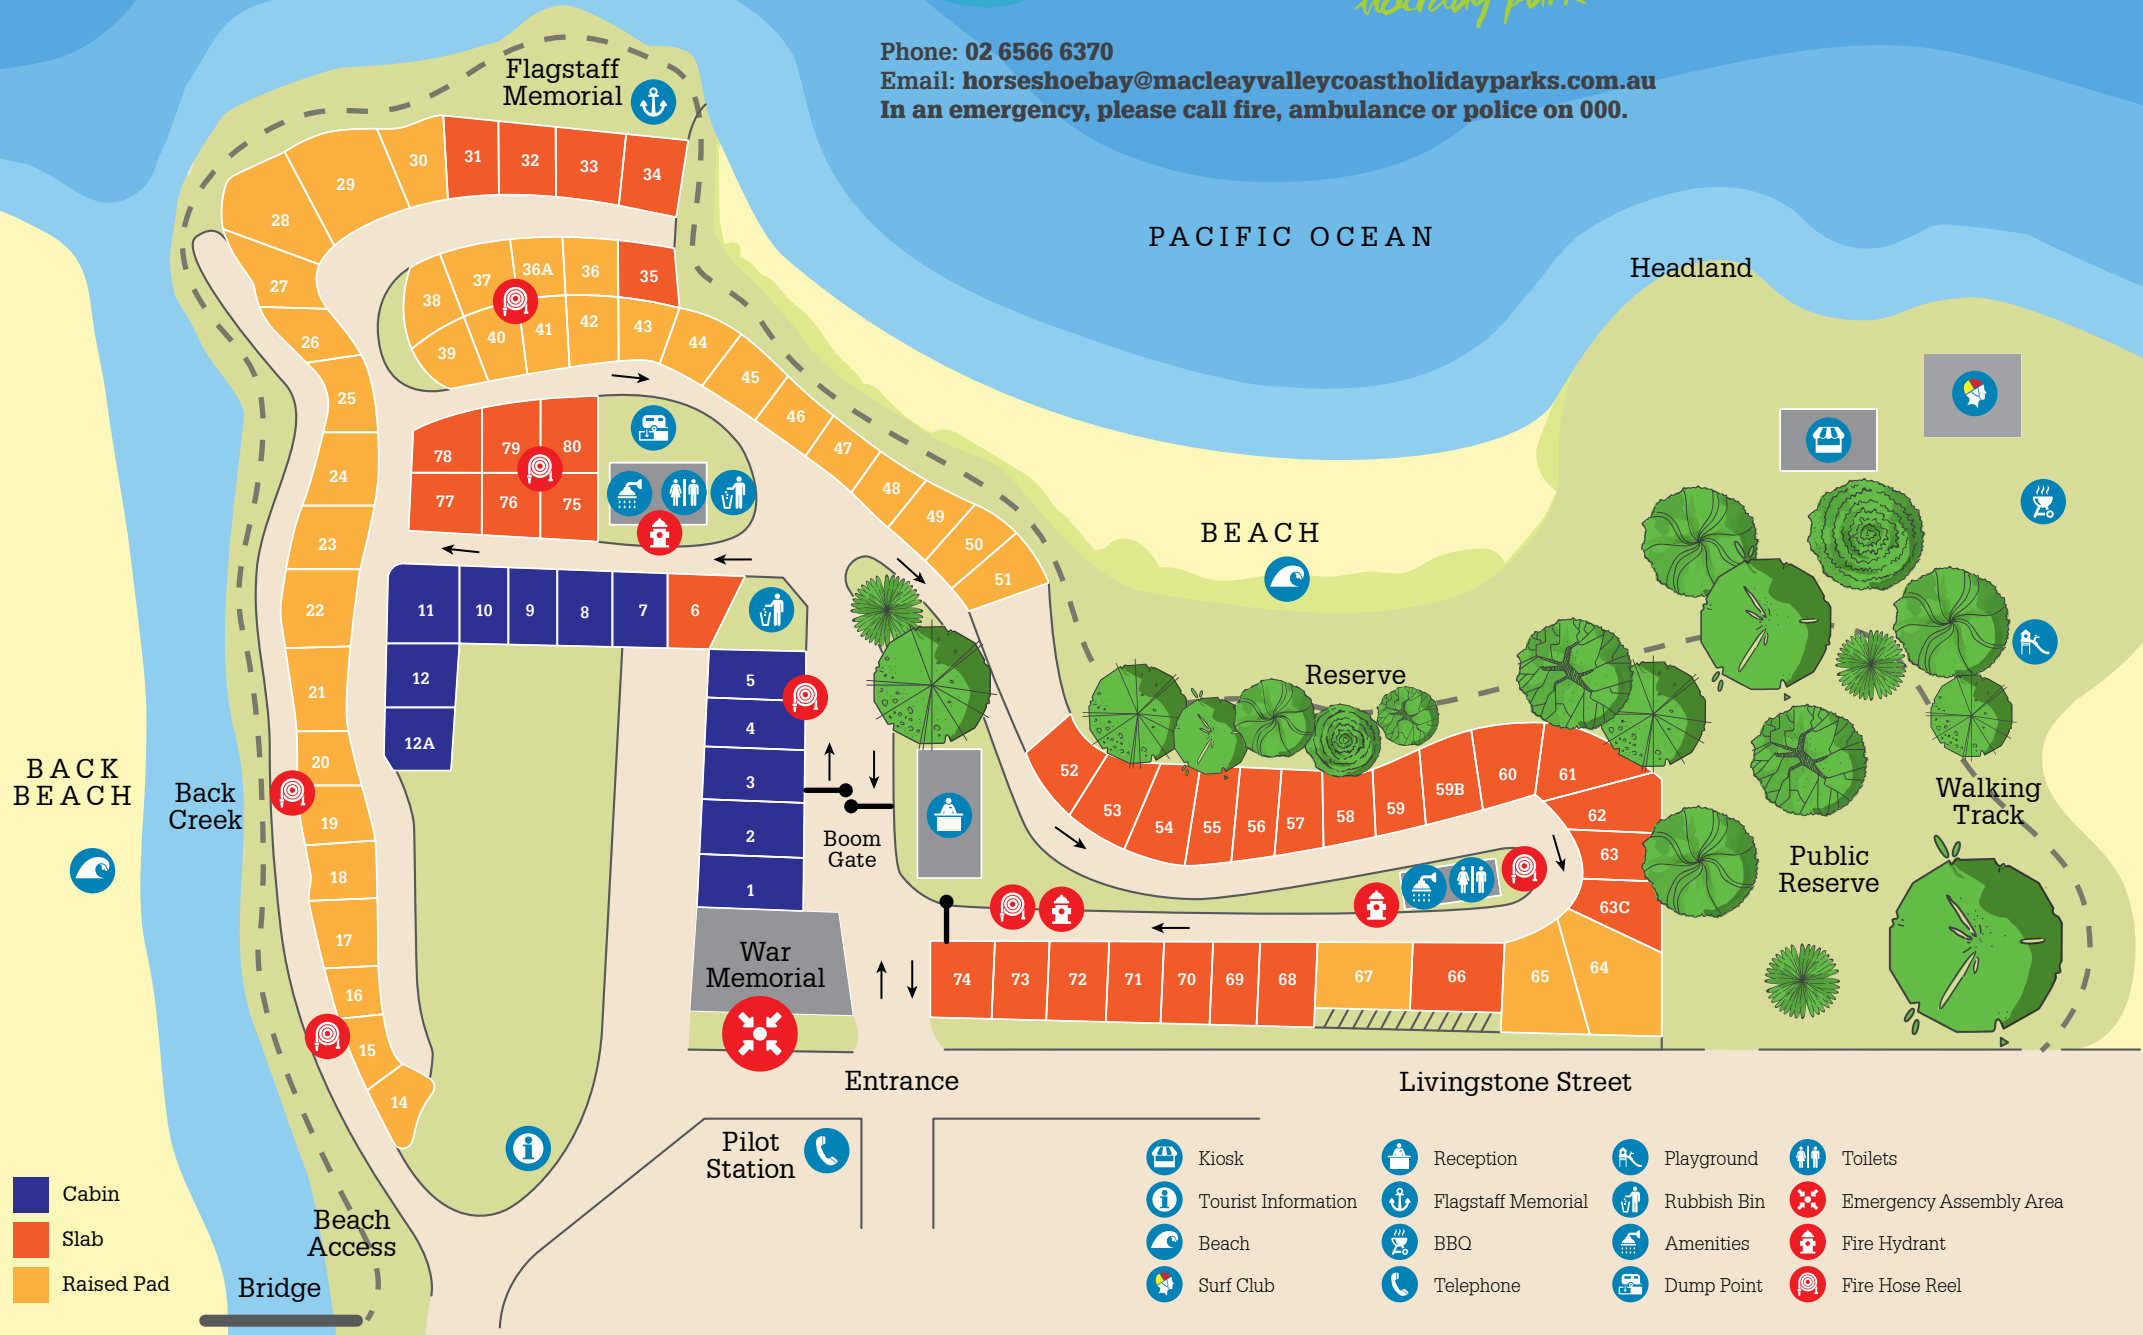 holiday park
Phone: 02 6566 6370
Email: horseshoebay@macleayvalleycoastholidayparks.com.au
In an emergency, please call fire, ambulance or police on 000.
Flagstaff
Memorial
PACIFIC OCEAN
Headland
BEACH
Reserve
BACK
BEACH
Back
Creek
Boom
Gate
War
Memorial
Walking
Track
Public
Reserve
Entrance
Livingstone Street
Pilot
Station
Beach
Access
Bridge
28
29
30
31
32
33
34
27
26
38
37
36A
36
35
39
40
41
42
43
44
45
46
47
48
49
50
51
25
24
23
22
21
20
19
18
17
16
15
14
78
79
80
77
76
75
11
10
9
8
7
6
12
12A
5
4
3
2
1
52
53
54
55
56
57
58
59
59B
60
61
62
63
63C
64
65
66
67
68
69
70
71
72
73
74
Cabin
Slab
Raised Pad
Kiosk
Tourist Information
Beach
Surf Club
Reception
Flagstaff Memorial
BBQ
Telephone
Playground
Rubbish Bin
Amenities
Dump Point
Toilets
Emergency Assembly Area
Fire Hydrant
Fire Hose Reel